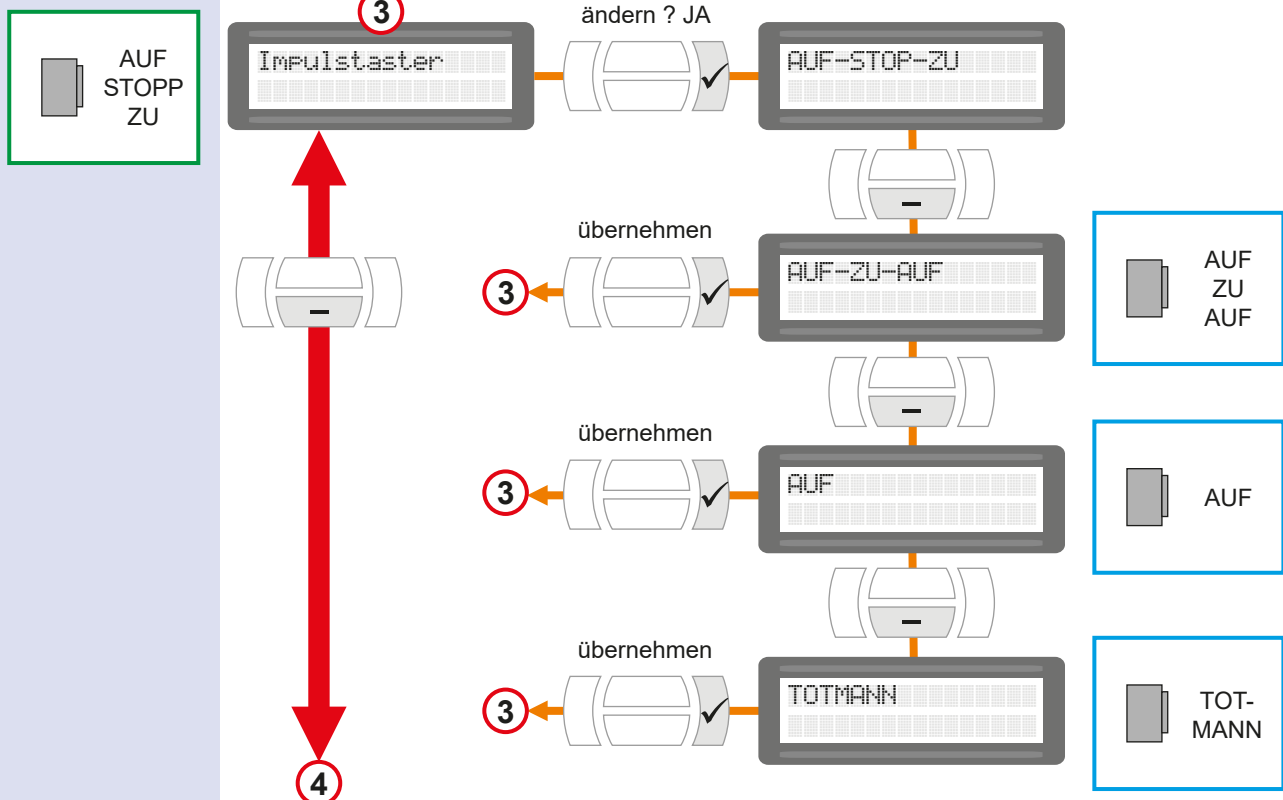 3
ändern ? JA
AUF
STOPP
ZU
Impulstaster
✓
AUF-STOP-ZU
–
übernehmen
3
✓
AUF-ZU-AUF
AUF
ZU
AUF
–
–
übernehmen
3
✓
AUF
AUF
–
übernehmen
3
✓
TOTMANN
TOT-
MANN
4